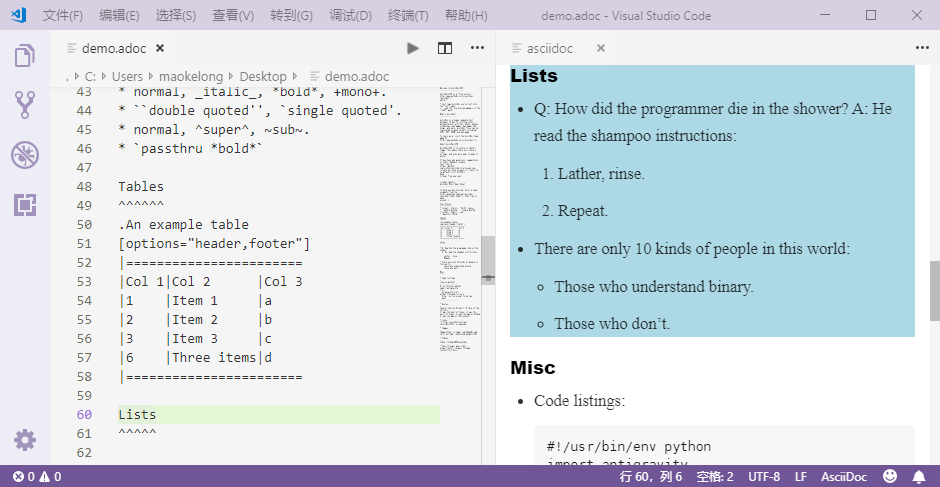 文件(F) 编辑(E) 选择(S) 查看(V) 转到(G) 调试(D) 终端(T) 帮助(H) demo.adoc - Visual Studio Code
demo.adoc
. C: Users maokelong Desktop demo.adoc
43 * normal, _italic_, *bold*, +mono+.
44 * ``double quoted'', `single quoted'.
45 * normal, ^super^, ~sub~.
46 * `passthru *bold*`
47
48 Tables
49 ^^^^^^
50 .An example table
51 [options="header,footer"]
52 |=======================
53 |Col 1|Col 2      |Col 3
54 |1    |Item 1     |a
55 |2    |Item 2     |b
56 |3    |Item 3     |c
57 |6    |Three items|d
58 |=======================
59
60 Lists
61 ^^^^^
62
asciidoc
Lists
• Q: How did the programmer die in the shower? A: He
read the shampoo instructions:
1. Lather, rinse.
2. Repeat.
• There are only 10 kinds of people in this world:
◦ Those who understand binary.
◦ Those who don’t.
Misc
• Code listings:
#!/usr/bin/env python
import antigravity
0 0 行 60，列 6 空格: 2 UTF-8 LF AsciiDoc